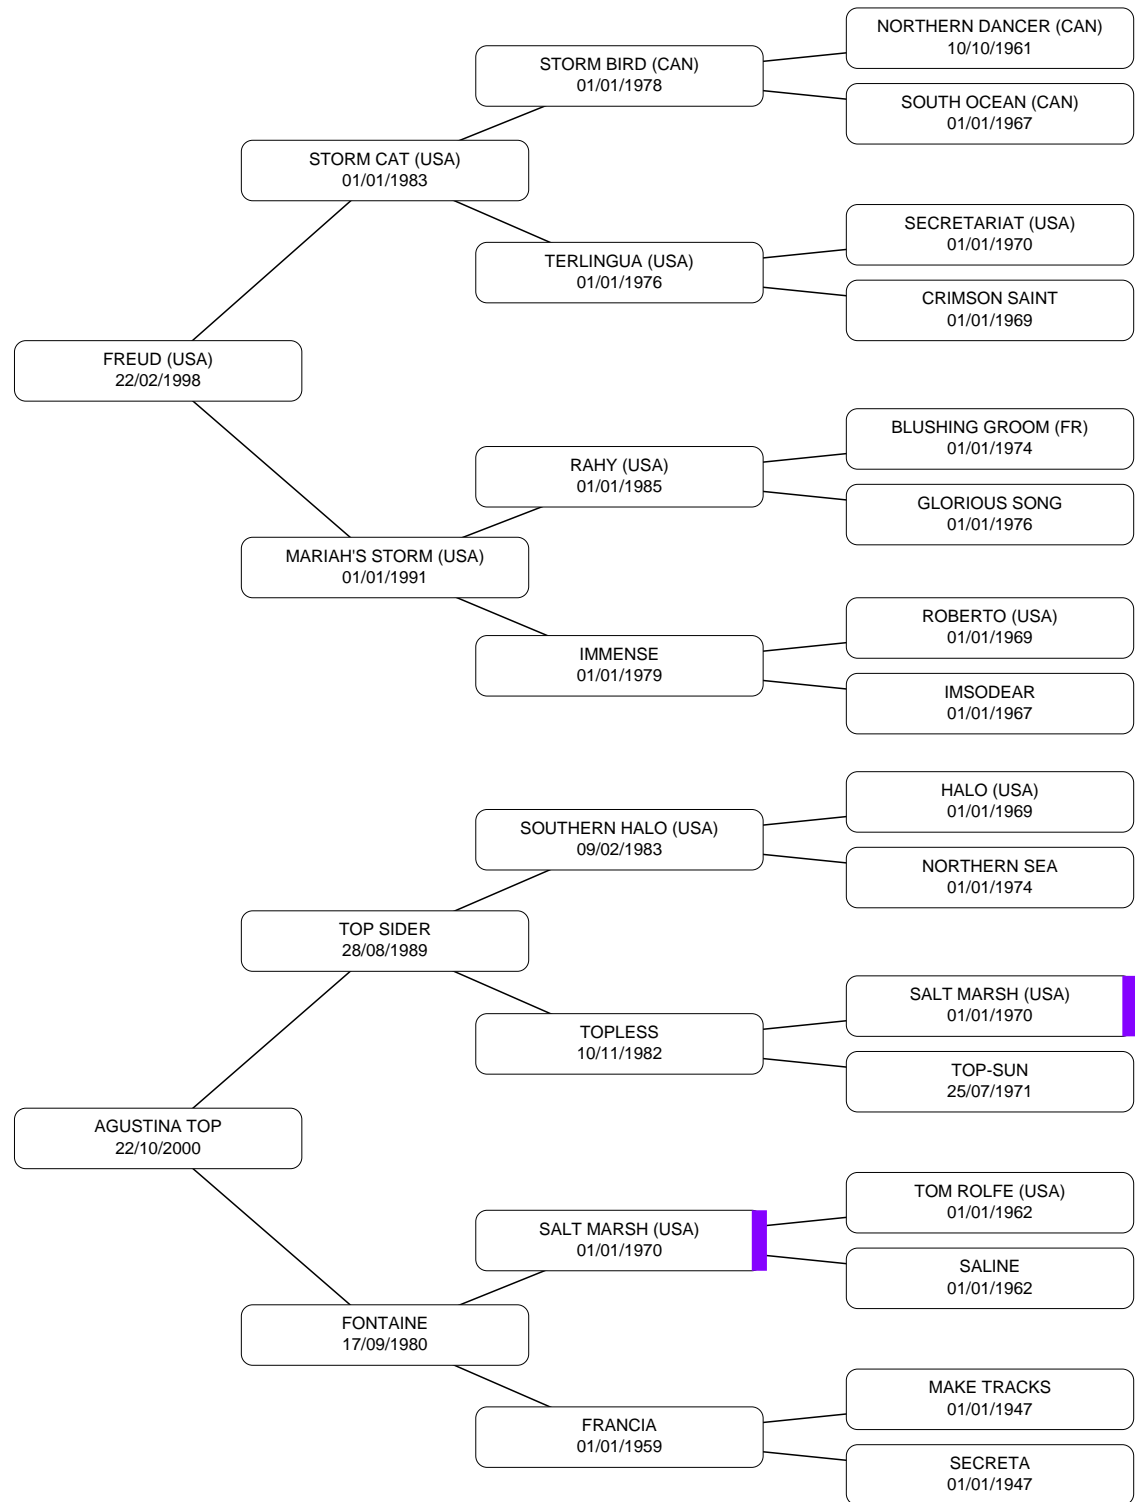 NORTHERN DANCER (CAN)
10/10/1961
STORM BIRD (CAN)
01/01/1978
SOUTH OCEAN (CAN)
01/01/1967
STORM CAT (USA)
01/01/1983
SECRETARIAT (USA)
01/01/1970
TERLINGUA (USA)
01/01/1976
CRIMSON SAINT
01/01/1969
FREUD (USA)
22/02/1998
BLUSHING GROOM (FR)
01/01/1974
RAHY (USA)
01/01/1985
GLORIOUS SONG
01/01/1976
MARIAH'S STORM (USA)
01/01/1991
ROBERTO (USA)
01/01/1969
IMMENSE
01/01/1979
IMSODEAR
01/01/1967
HALO (USA)
01/01/1969
SOUTHERN HALO (USA)
09/02/1983
NORTHERN SEA
01/01/1974
TOP SIDER
28/08/1989
SALT MARSH (USA)
01/01/1970
TOPLESS
10/11/1982
TOP-SUN
25/07/1971
AGUSTINA TOP
22/10/2000
TOM ROLFE (USA)
01/01/1962
SALT MARSH (USA)
01/01/1970
SALINE
01/01/1962
FONTAINE
17/09/1980
MAKE TRACKS
01/01/1947
FRANCIA
01/01/1959
SECRETA
01/01/1947